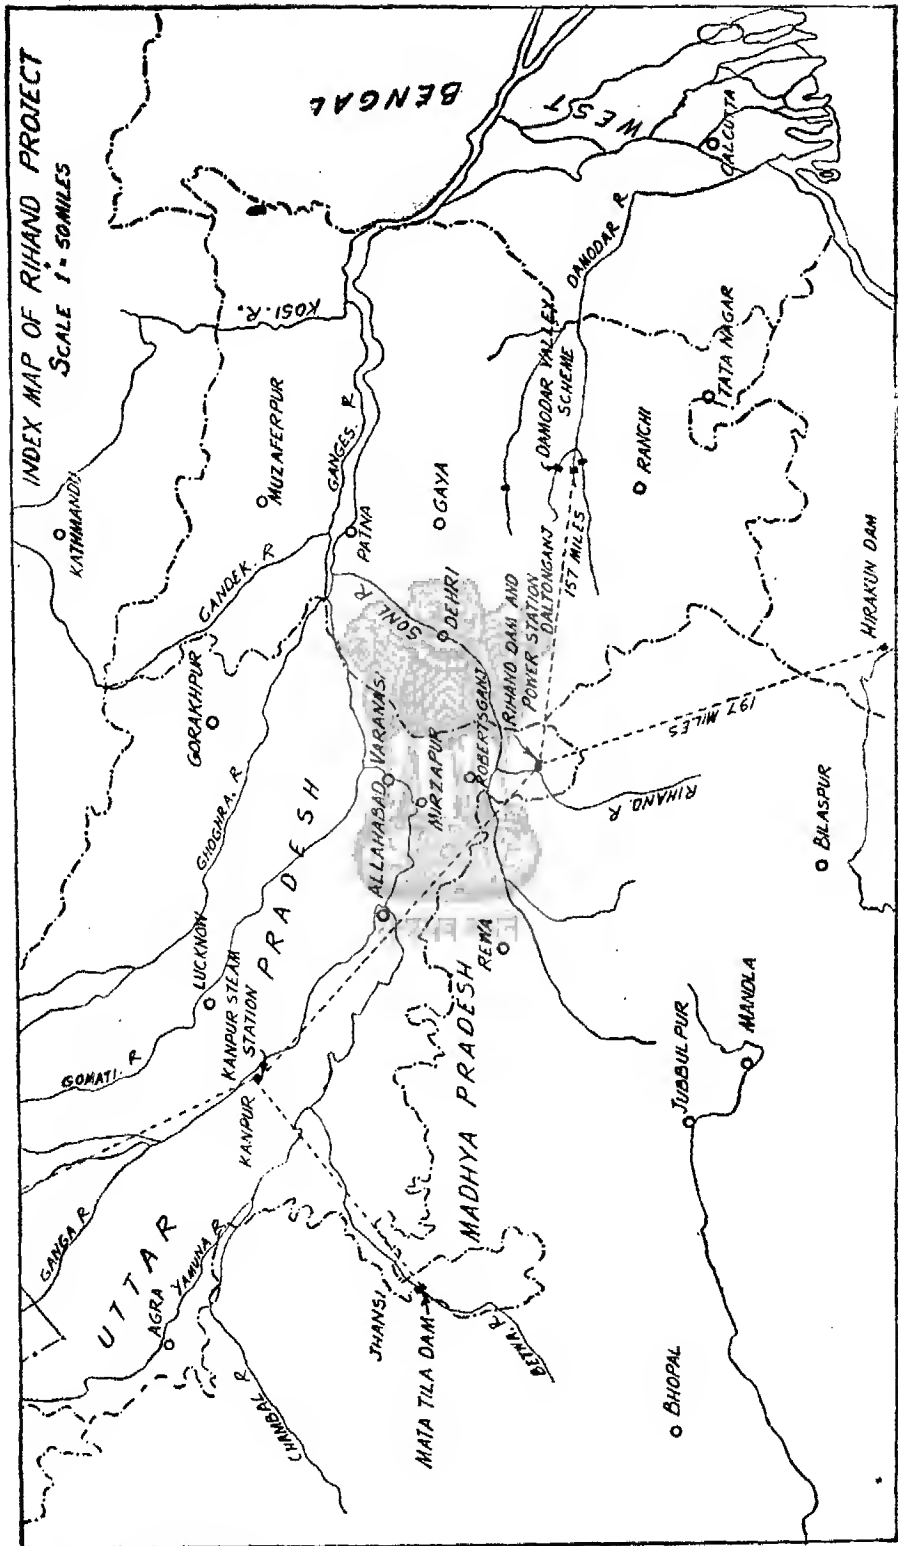 INDEX MAP OF RIHAND PROJECT
SCALE 1" = 50 MILES
KATHMANDU
KOSI. R.
BENGAL
WEST
GANDEK. R
MUZAFERPUR
GORAKHPUR
GHOGHRA. R
GANGES. R
PATNA
GAYA
SONE R
DEHRI
LUCKNOW
GOMATI. R
KANPUR STEAM
STATION
KANPUR
PRADESH
ALLAHABAD
VARANASI
MIRZAPUR
ROBERTSGANJ
RIHAND DAM AND
POWER STATION
DALTONGANJ
157 MILES
DAMODAR VALLEY
SCHEME
DAMODAR R
CALCUTTA
RANCHI
TATA NAGAR
GANGA R
UTTAR
AGRA
YAMUNA R
CHAMBAL R
JHANSI
MATA TILA DAM
BETWA. R
MADHYA PRADESH
REWA
RIHAND R
197 MILES
HIRAKUN DAM
BILASPUR
MANDLA
JUBBULPUR
BHOPAL